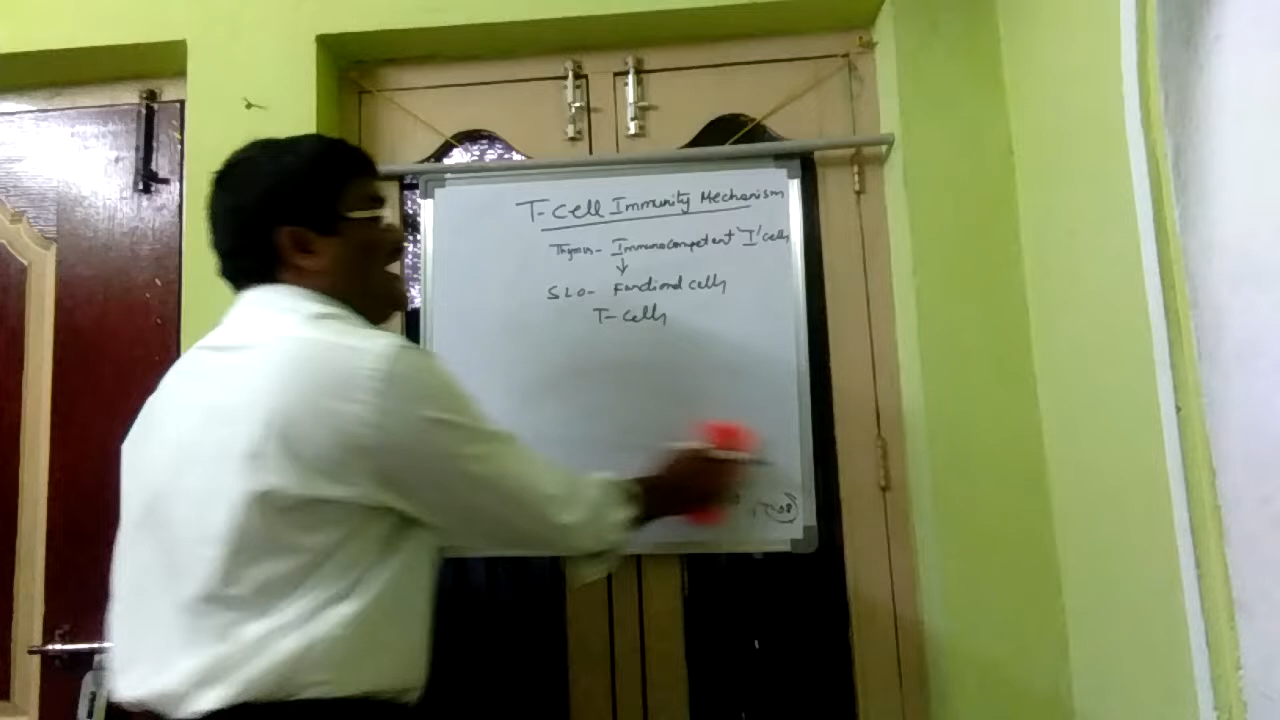 T-cell Immunity Mechanism
Thymus- Immunocompetent 'T' cells
↓
SLO- Functional cells
T-cells